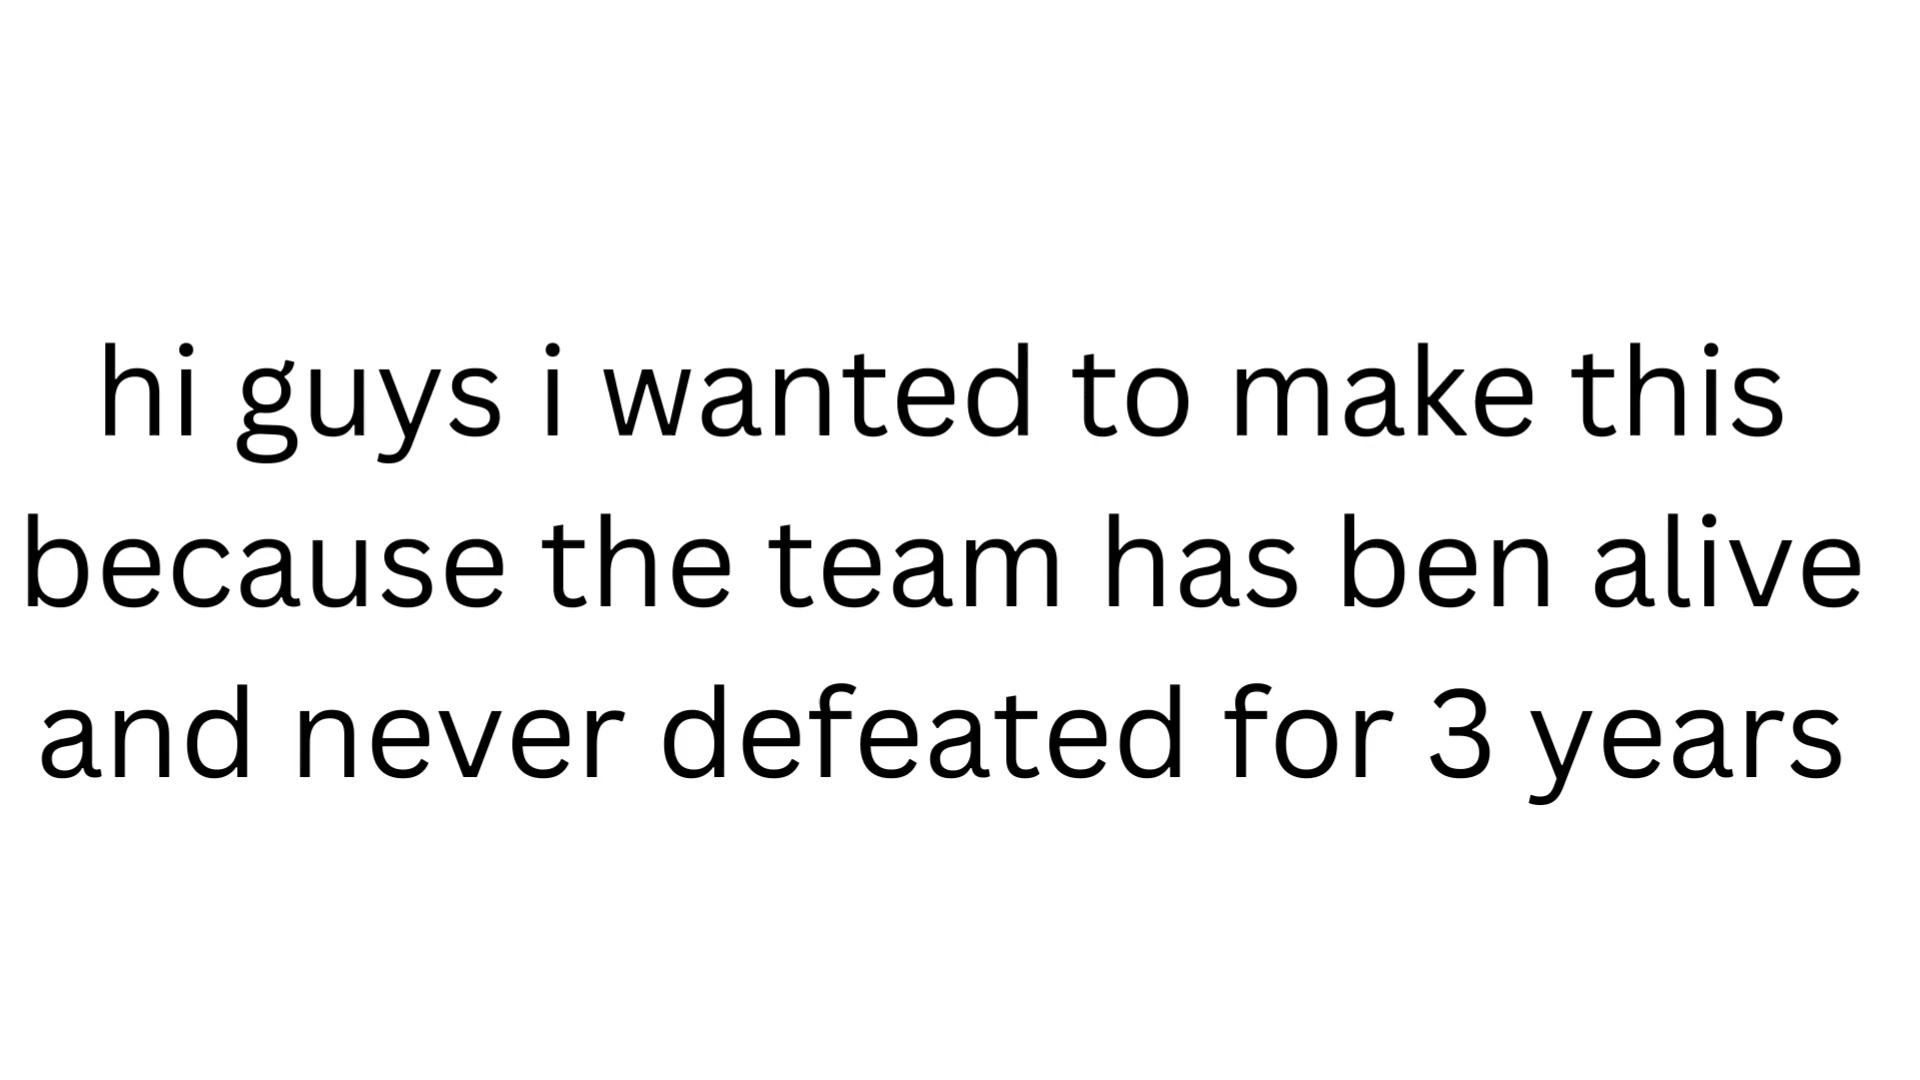 hi guys i wanted to make this
because the team has ben alive
and never defeated for 3 years